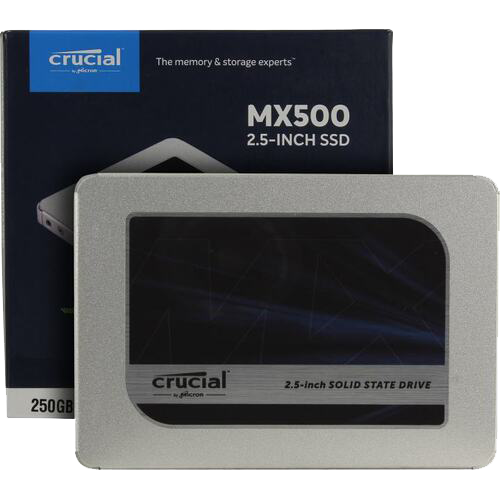 crucial
by Micron
The memory & storage experts™
MX500
2.5-INCH SSD
crucial
by Micron
2.5-inch SOLID STATE DRIVE
250GB